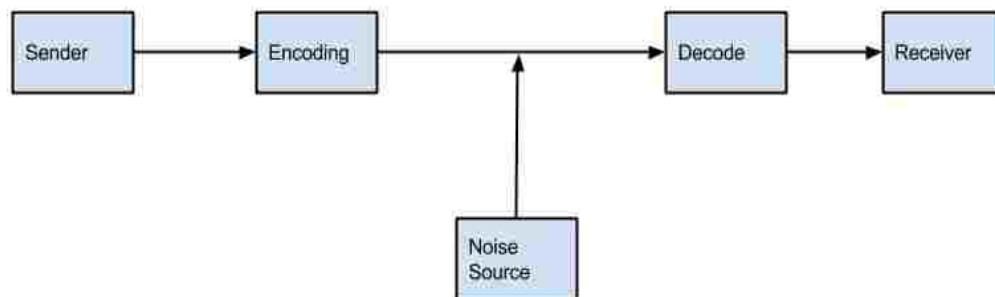 Sender
Encoding
Decode
Receiver
Noise
Source